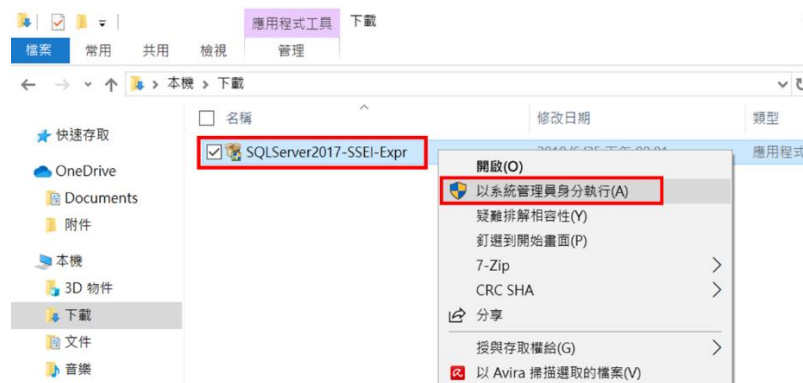 應用程式工具 下載
檔案 常用 共用 檢視 管理
本機 › 下載
名稱 修改日期 類型
快速存取
SQLServer2017-SSEI-Expr 應用程式
開啟(O)
OneDrive
以系統管理員身分執行(A)
Documents
疑難排解相容性(Y)
附件
釘選到開始畫面(P)
本機
7-Zip
3D 物件
CRC SHA
下載
分享
文件
授與存取權給(G)
音樂
以 Avira 掃描選取的檔案(V)